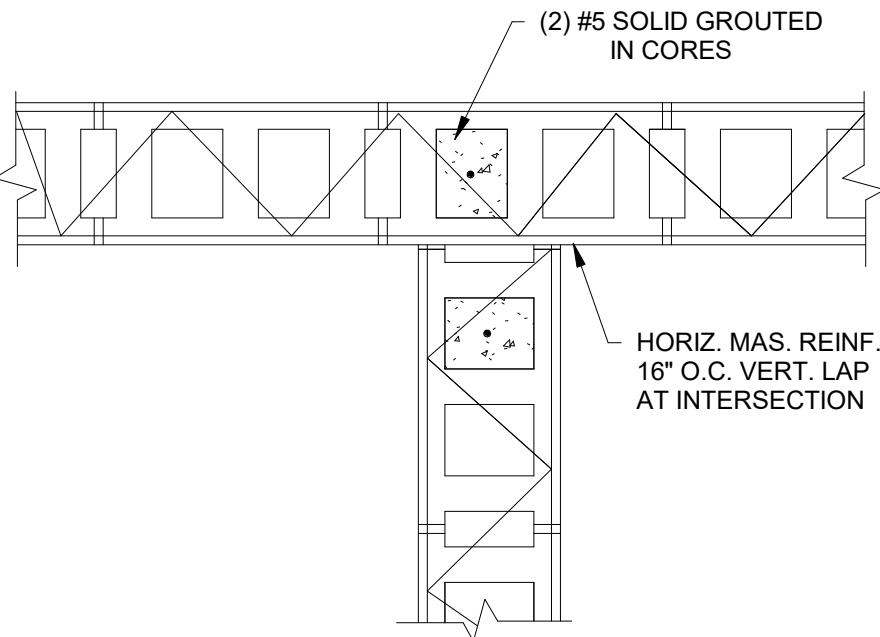 (2) #5 SOLID GROUTED
IN CORES
HORIZ. MAS. REINF.
16" O.C. VERT. LAP
AT INTERSECTION